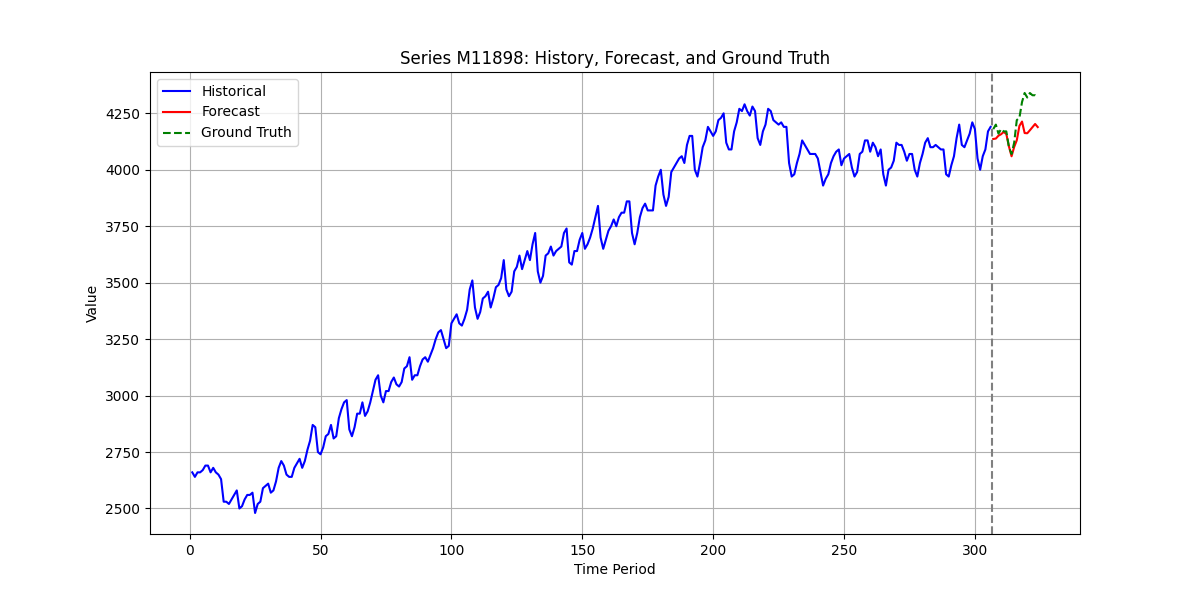 Series M11898: History, Forecast, and Ground Truth
Historical
Forecast
Ground Truth
Value
4250
4000
3750
3500
3250
3000
2750
2500
0 50 100 150 200 250 300
Time Period